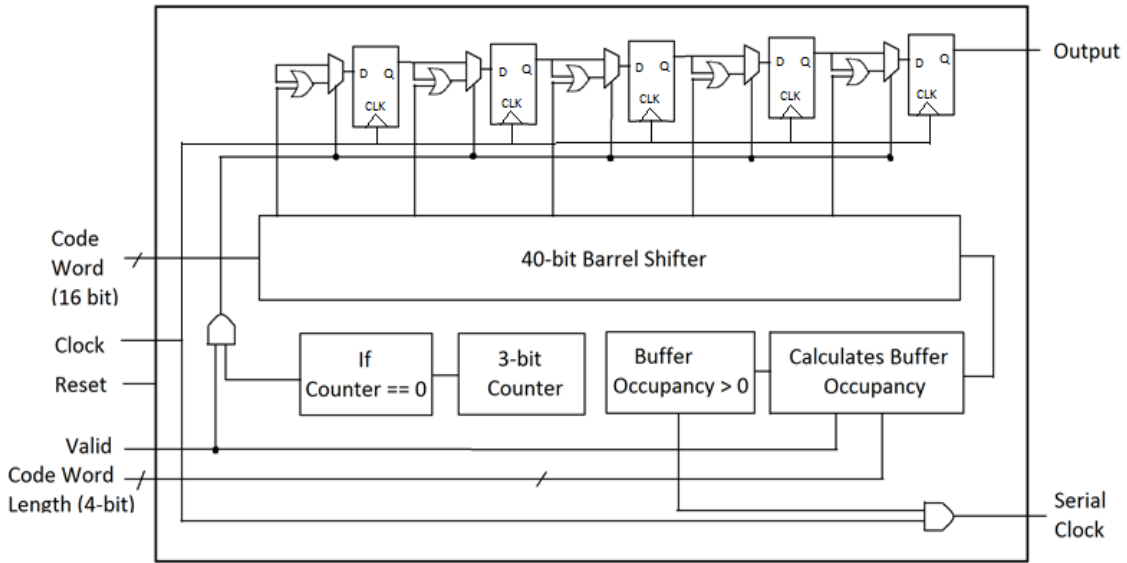 D Q
CLK
D Q
CLK
D Q
CLK
D Q
CLK
D Q
CLK
Output
Code
Word
(16 bit)
40-bit Barrel Shifter
Clock
Reset
If
Counter == 0
3-bit
Counter
Buffer
Occupancy > 0
Calculates Buffer
Occupancy
Valid
Code Word
Length (4-bit)
Serial
Clock